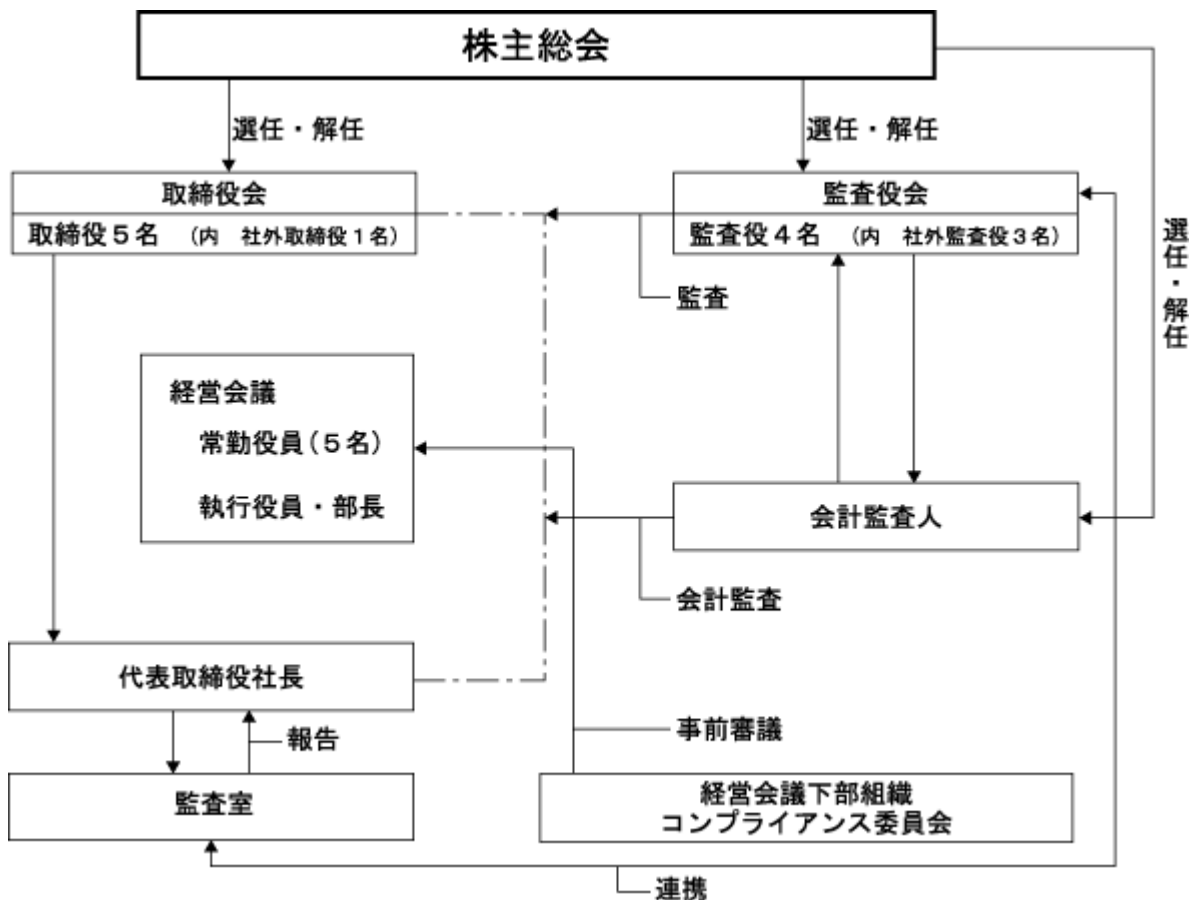 株主総会
選任・解任
選任・解任
取締役会
取締役5名 (内 社外取締役1名)
監査役会
監査役4名 (内 社外監査役3名)
選任・解任
監査
経営会議
常勤役員(5名)
執行役員・部長
会計監査人
会計監査
代表取締役社長
報告
事前審議
監査室
経営会議下部組織
コンプライアンス委員会
連携